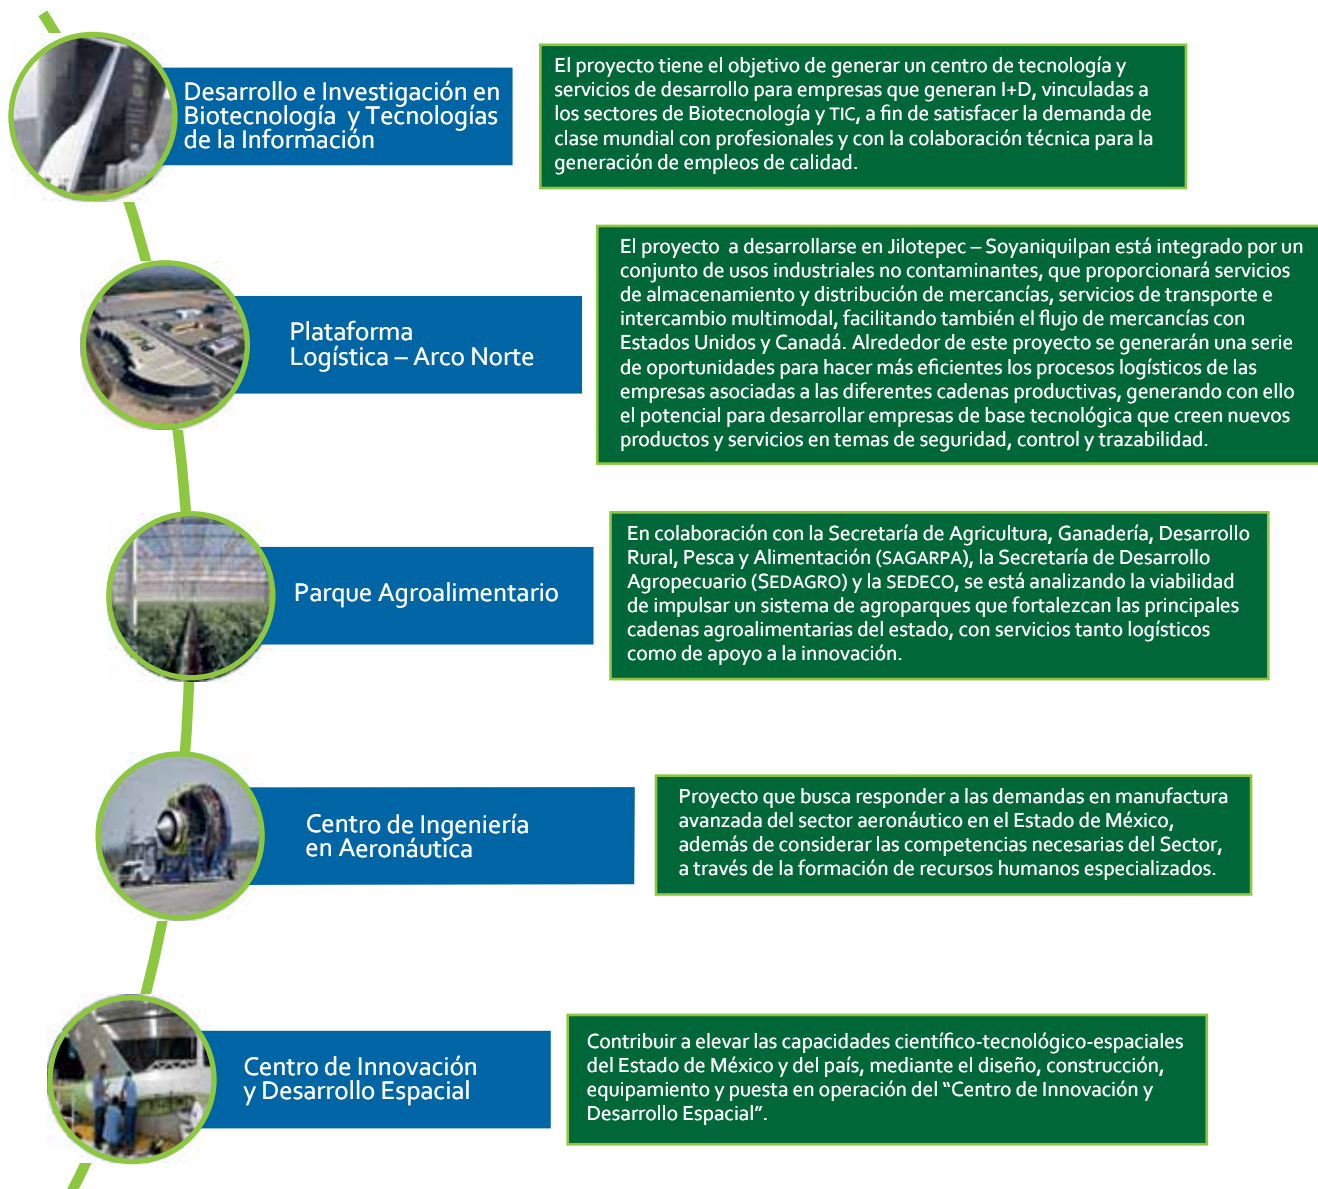 Desarrollo e Investigación en
Biotecnología y Tecnologías
de la Información
El proyecto tiene el objetivo de generar un centro de tecnología y
servicios de desarrollo para empresas que generan I+D, vinculadas a
los sectores de Biotecnología y TIC, a fin de satisfacer la demanda de
clase mundial con profesionales y con la colaboración técnica para la
generación de empleos de calidad.
Plataforma
Logística – Arco Norte
El proyecto a desarrollarse en Jilotepec – Soyaniquilpan está integrado por un
conjunto de usos industriales no contaminantes, que proporcionará servicios
de almacenamiento y distribución de mercancías, servicios de transporte e
intercambio multimodal, facilitando también el flujo de mercancías con
Estados Unidos y Canadá. Alrededor de este proyecto se generarán una serie
de oportunidades para hacer más eficientes los procesos logísticos de las
empresas asociadas a las diferentes cadenas productivas, generando con ello
el potencial para desarrollar empresas de base tecnológica que creen nuevos
productos y servicios en temas de seguridad, control y trazabilidad.
Parque Agroalimentario
En colaboración con la Secretaría de Agricultura, Ganadería, Desarrollo
Rural, Pesca y Alimentación (SAGARPA), la Secretaría de Desarrollo
Agropecuario (SEDAGRO) y la SEDECO, se está analizando la viabilidad
de impulsar un sistema de agroparques que fortalezcan las principales
cadenas agroalimentarias del estado, con servicios tanto logísticos
como de apoyo a la innovación.
Centro de Ingeniería
en Aeronáutica
Proyecto que busca responder a las demandas en manufactura
avanzada del sector aeronáutico en el Estado de México,
además de considerar las competencias necesarias del Sector,
a través de la formación de recursos humanos especializados.
Centro de Innovación
y Desarrollo Espacial
Contribuir a elevar las capacidades científico-tecnológico-espaciales
del Estado de México y del país, mediante el diseño, construcción,
equipamiento y puesta en operación del “Centro de Innovación y
Desarrollo Espacial”.